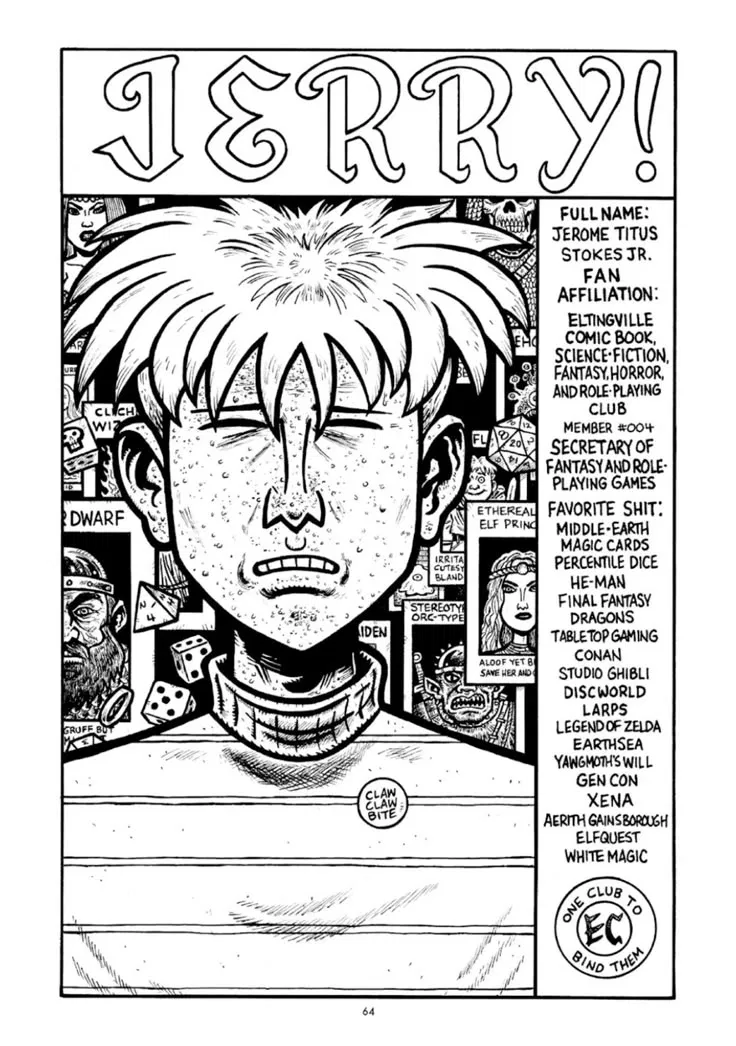 JERRY!
FULL NAME:
JEROME TITUS
STOKES JR.
FAN
AFFILIATION:
ELTINGVILLE
COMIC BOOK,
SCIENCE-FICTION,
FANTASY, HORROR,
AND ROLE-PLAYING
CLUB
MEMBER #004
SECRETARY OF
FANTASY AND ROLE-
PLAYING GAMES
FAVORITE SHIT:
MIDDLE-EARTH
MAGIC CARDS
PERCENTILE DICE
HE-MAN
FINAL FANTASY
DRAGONS
TABLETOP GAMING
CONAN
STUDIO GHIBLI
DISCWORLD
LARPS
LEGEND OF ZELDA
EARTHSEA
YAWGMOTH'S WILL
GEN CON
XENA
AERITH GAINSBOROUGH
ELFQUEST
WHITE MAGIC
ONE CLUB TO
EC
BIND THEM
CLICH
WIZ
DWARF
4
GRUFF BUT
FL
20
ETHEREAL
ELF PRINC
IRRITA
CUTESY
BLAND
STEREOTY
ORC-TYPE
IDEN
ALOOF YET B
SAVE HER AND
CLAW
CLAW
BITE
64